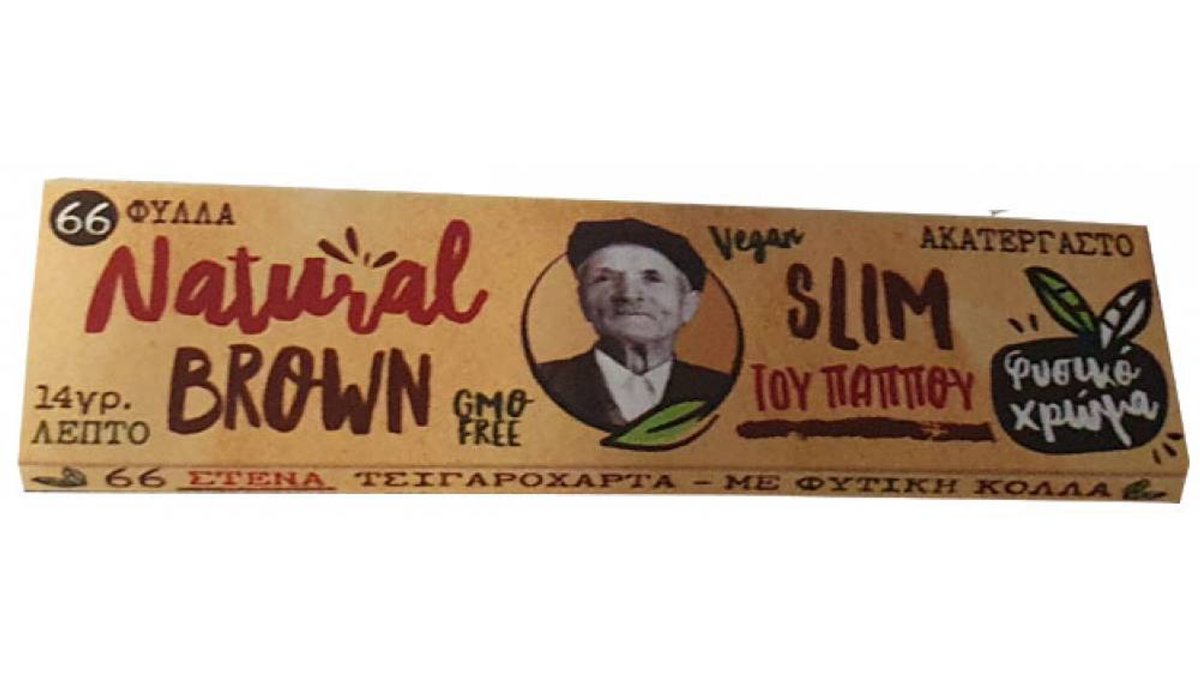 66 ΦΥΛΛΑ
Natural
BROWN
14γρ.
ΛΕΠΤΟ
GMO
FREE
Vegan
SLIM
ΤΟΥ ΠΑΠΠΟΥ
ΑΚΑΤΕΡΓΑΣΤΟ
φυσικό
χρώμα
66 ΣΤΕΝΑ ΤΣΙΓΑΡΟΧΑΡΤΑ - ΜΕ ΦΥΤΙΚΗ ΚΟΛΛΑ